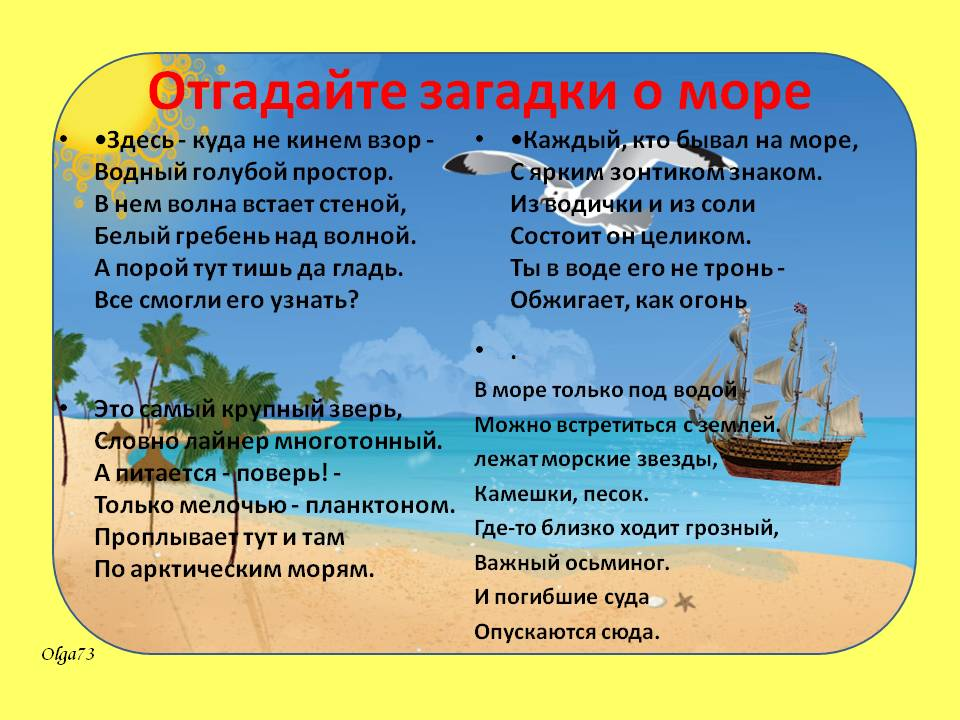 Отгадайте загадки о море
• •Здесь - куда не кинем взор -
Водный голубой простор.
В нем волна встает стеной,
Белый гребень над волной.
А порой тут тишь да гладь.
Все смогли его узнать?
• Это самый крупный зверь,
Словно лайнер многотонный.
А питается - поверь! -
Только мелочью - планктоном.
Проплывает тут и там
По арктическим морям.
• •Каждый, кто бывал на море,
С ярким зонтиком знаком.
Из водички и из соли
Состоит он целиком.
Ты в воде его не тронь -
Обжигает, как огонь
• .
В море только под водой
Можно встретиться с землей.
лежат морские звезды,
Камешки, песок.
Где-то близко ходит грозный,
Важный осьминог.
И погибшие суда
Опускаются сюда.
Olga73